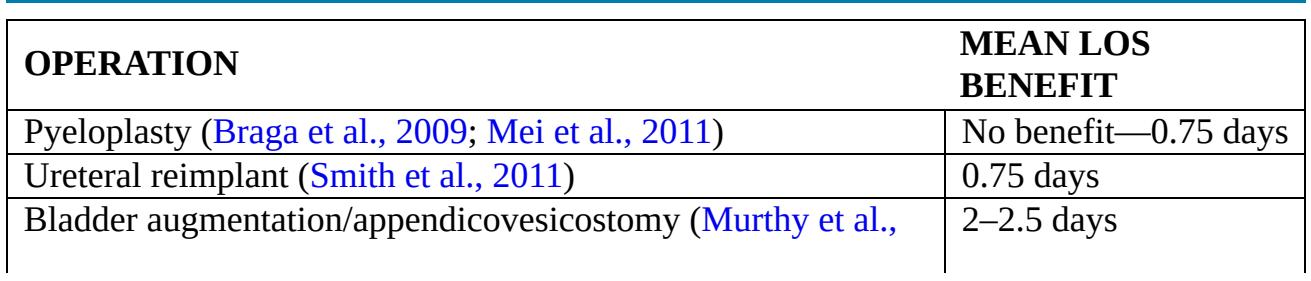 OPERATION
MEAN LOS
BENEFIT
Pyeloplasty (Braga et al., 2009; Mei et al., 2011)
No benefit—0.75 days
Ureteral reimplant (Smith et al., 2011)
0.75 days
Bladder augmentation/appendicovesicostomy (Murthy et al.,
2–2.5 days